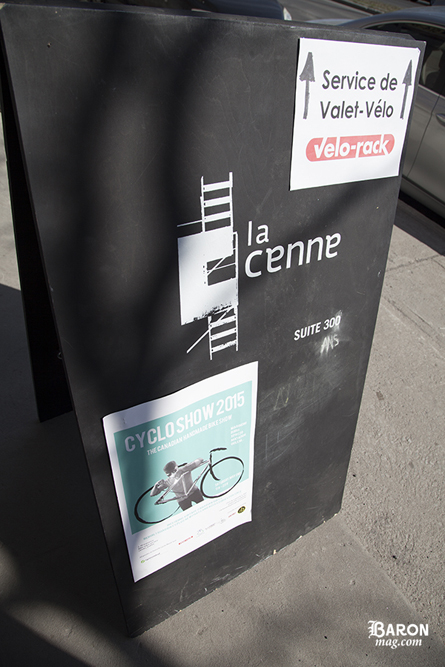 Service de
Valet-Vélo
velo-rack
la
cenne
SUITE 300
ANS
CYCLO SHOW 2015
THE CANADIAN HANDMADE BIKE SHOW
BARON
mag.com